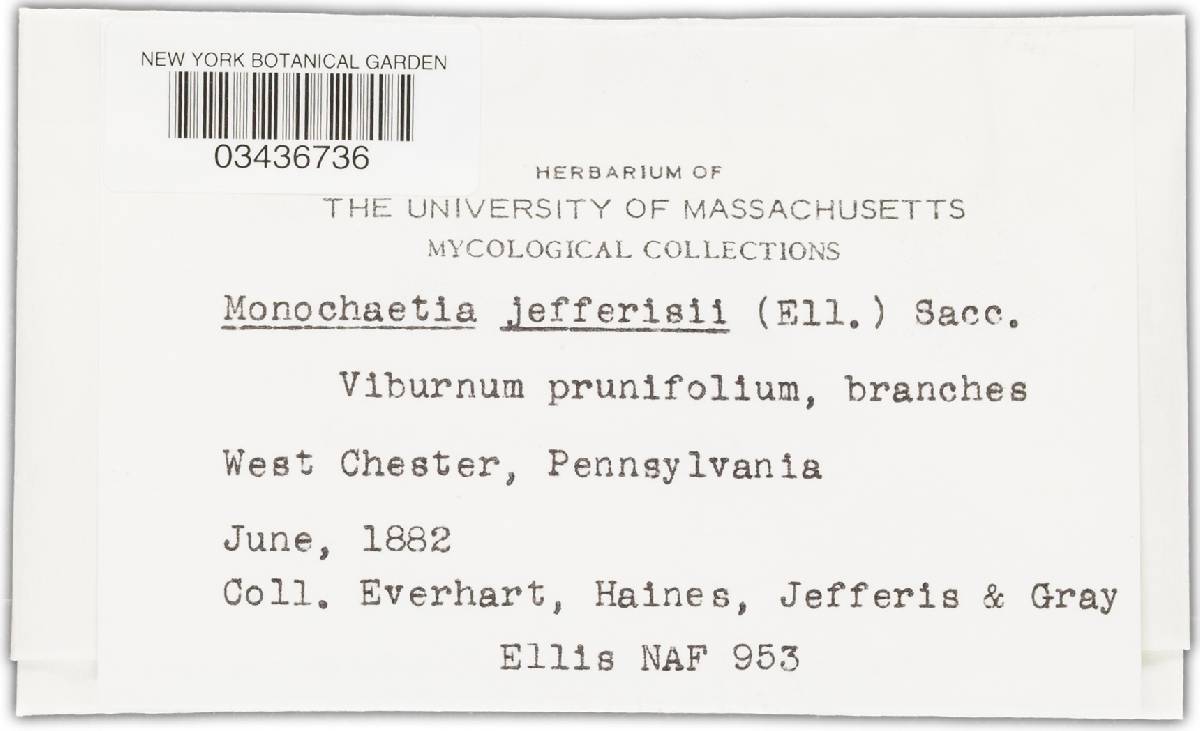 NEW YORK BOTANICAL GARDEN
03436736
HERBARIUM OF
THE UNIVERSITY OF MASSACHUSETTS
MYCOLOGICAL COLLECTIONS
Monochaetia jefferisii (Ell.) Sacc.
Viburnum prunifolium, branches
West Chester, Pennsylvania
June, 1882
Coll. Everhart, Haines, Jefferis & Gray
Ellis NAF 953